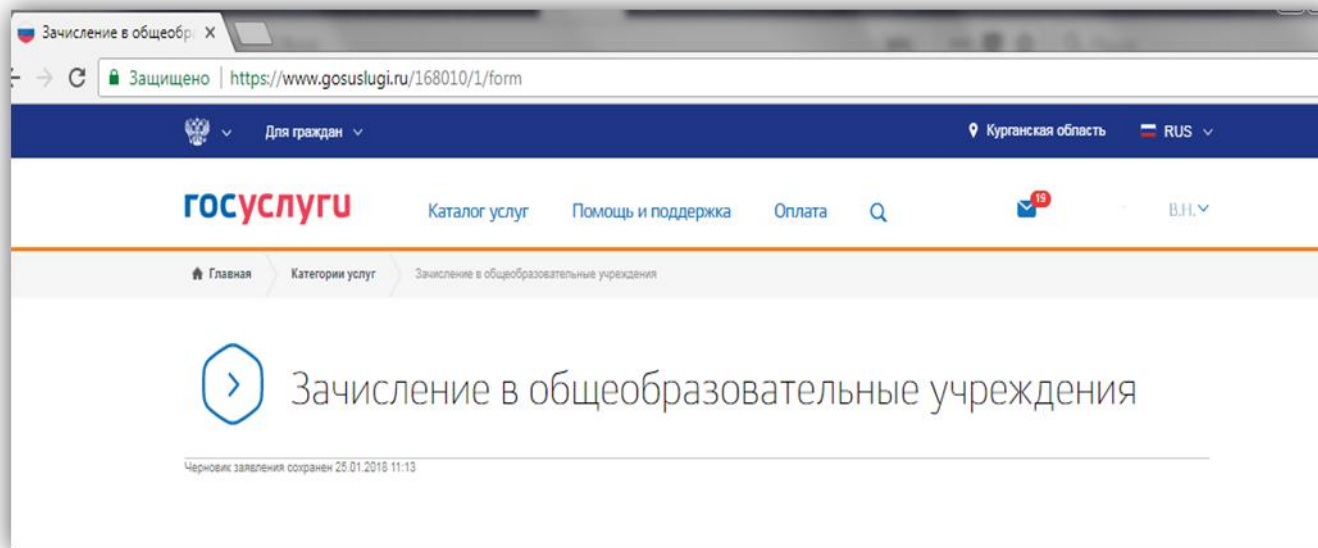 Зачисление в общеобр
Защищено | https://www.gosuslugi.ru/168010/1/form
Для граждан Курганская область RUS
госуслуги Каталог услуг Помощь и поддержка Оплата 19 В.Н.
Главная Категории услуг Зачисление в общеобразовательные учреждения
Зачисление в общеобразовательные учреждения
Черновик заявления сохранен 25.01.2018 11:13